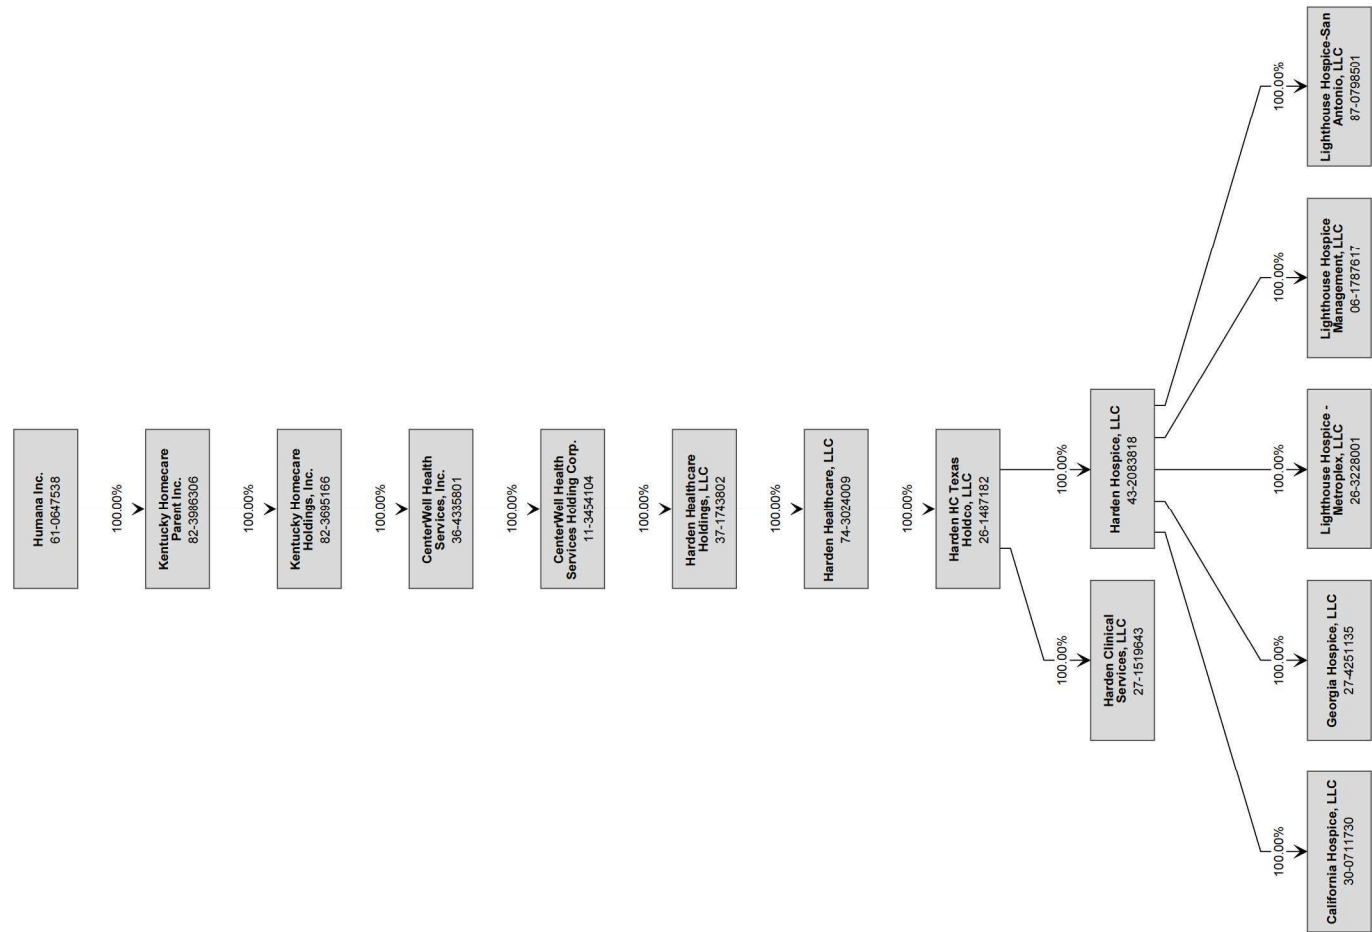 Humana Inc.
61-0647538
100.00%
Kentucky Homecare
Parent Inc.
82-3986306
100.00%
Kentucky Homecare
Holdings, Inc.
82-3695166
100.00%
CenterWell Health
Services, Inc.
36-4335801
100.00%
CenterWell Health
Services Holding Corp.
11-3454104
100.00%
Harden Healthcare
Holdings, LLC
37-1743802
100.00%
Harden Healthcare, LLC
74-3024009
100.00%
Harden HC Texas
Holdco, LLC
26-1487182
100.00%
Harden Clinical
Services, LLC
27-1519643
100.00%
Harden Hospice, LLC
43-2083818
100.00%
California Hospice, LLC
30-0711730
100.00%
Georgia Hospice, LLC
27-4251135
100.00%
Lighthouse Hospice -
Metroplex, LLC
26-3228001
100.00%
Lighthouse Hospice
Management, LLC
06-1787617
100.00%
Lighthouse Hospice-San
Antonio, LLC
87-0798501